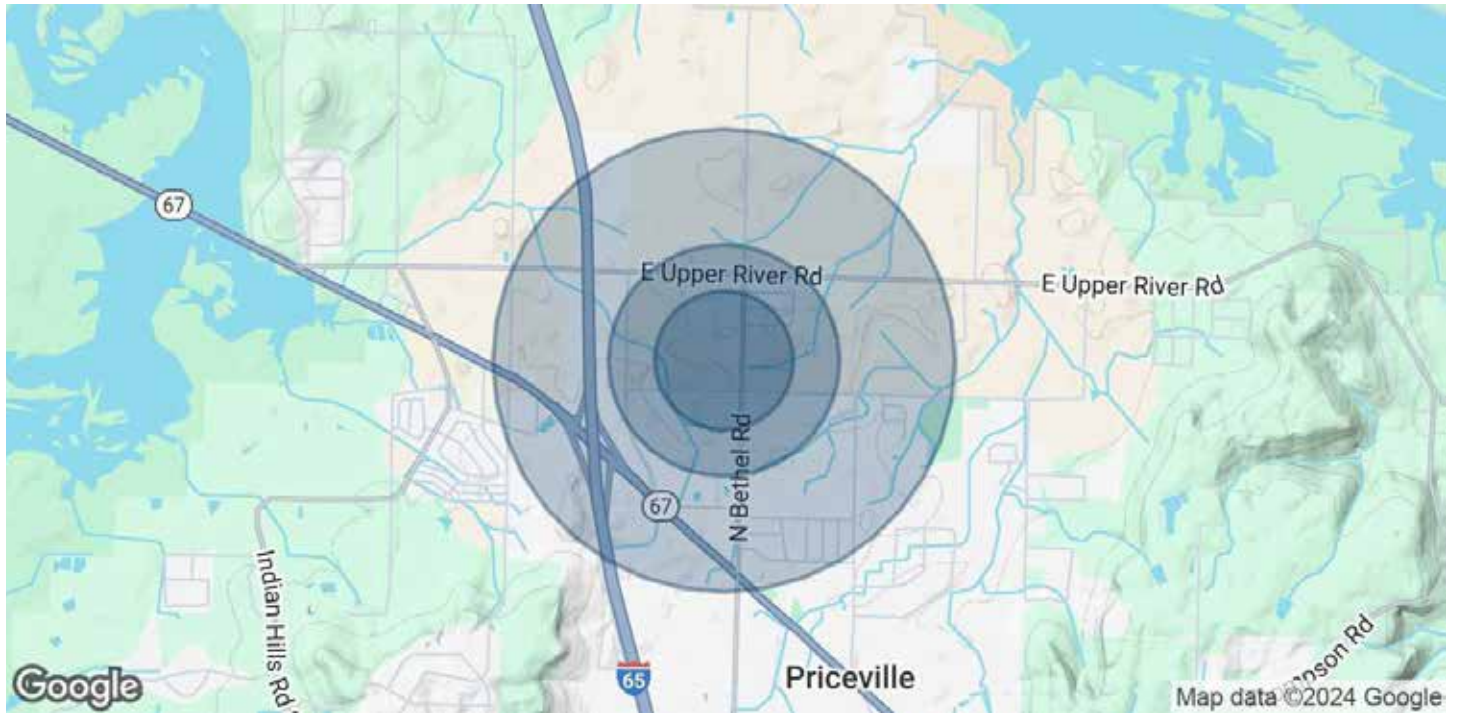 67
E Upper River Rd
E Upper River Rd
N Bethel Rd
67
Indian Hills Rd
65
Priceville
Google
Map data ©2024 Google